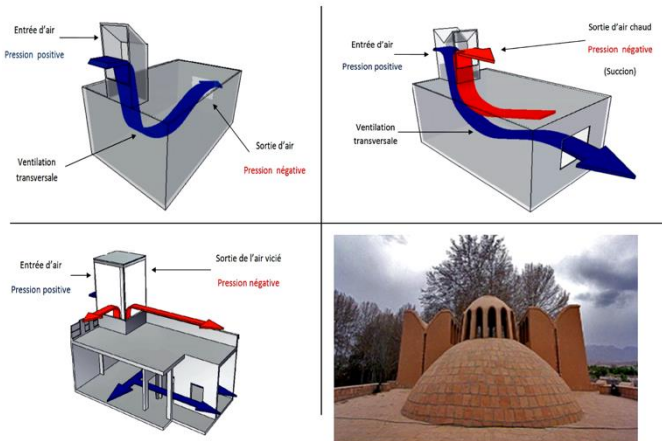 Entrée d'air
Pression positive
Ventilation
transversale
Sortie d'air
Pression négative
Entrée d'air
Pression positive
Sortie d'air chaud
Pression négative
(Succion)
Ventilation
transversale
Entrée d'air
Pression positive
Sortie de l'air vicié
Pression négative